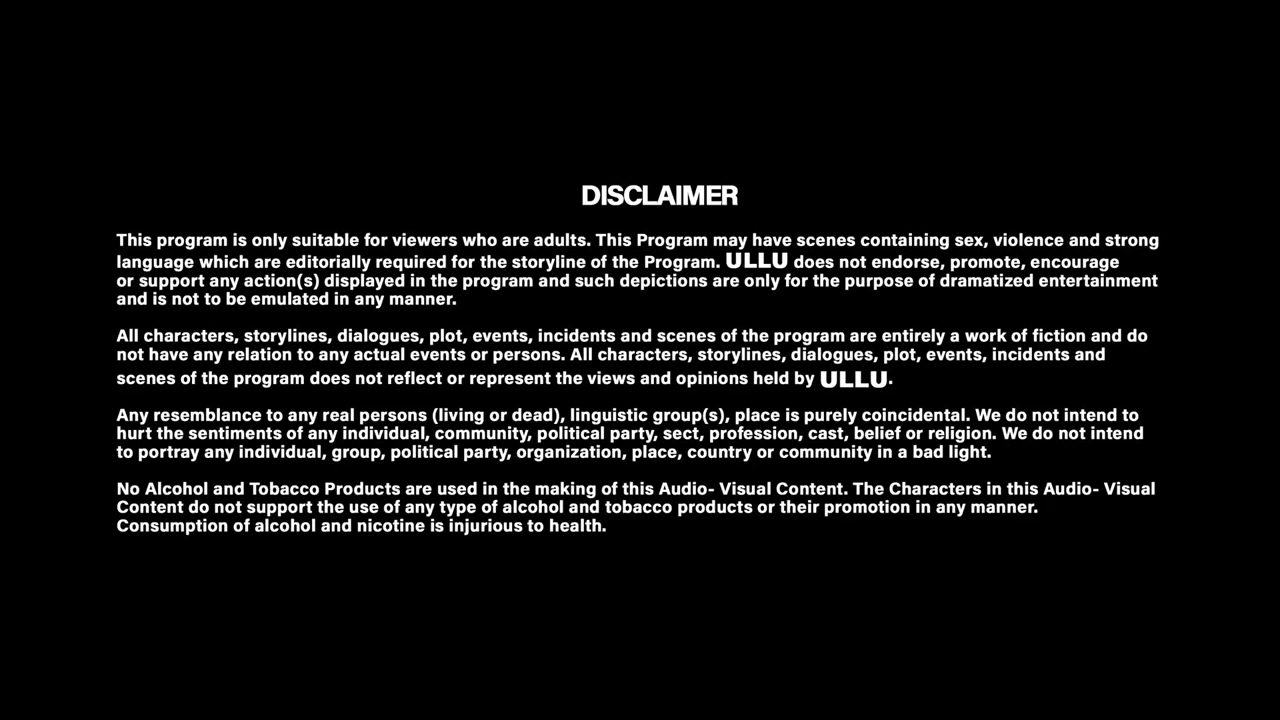 DISCLAIMER
This program is only suitable for viewers who are adults. This Program may have scenes containing sex, violence and strong
language which are editorially required for the storyline of the Program. ULLU does not endorse, promote, encourage
or support any action(s) displayed in the program and such depictions are only for the purpose of dramatized entertainment
and is not to be emulated in any manner.
All characters, storylines, dialogues, plot, events, incidents and scenes of the program are entirely a work of fiction and do
not have any relation to any actual events or persons. All characters, storylines, dialogues, plot, events, incidents and
scenes of the program does not reflect or represent the views and opinions held by ULLU.
Any resemblance to any real persons (living or dead), linguistic group(s), place is purely coincidental. We do not intend to
hurt the sentiments of any individual, community, political party, sect, profession, cast, belief or religion. We do not intend
to portray any individual, group, political party, organization, place, country or community in a bad light.
No Alcohol and Tobacco Products are used in the making of this Audio- Visual Content. The Characters in this Audio- Visual
Content do not support the use of any type of alcohol and tobacco products or their promotion in any manner.
Consumption of alcohol and nicotine is injurious to health.